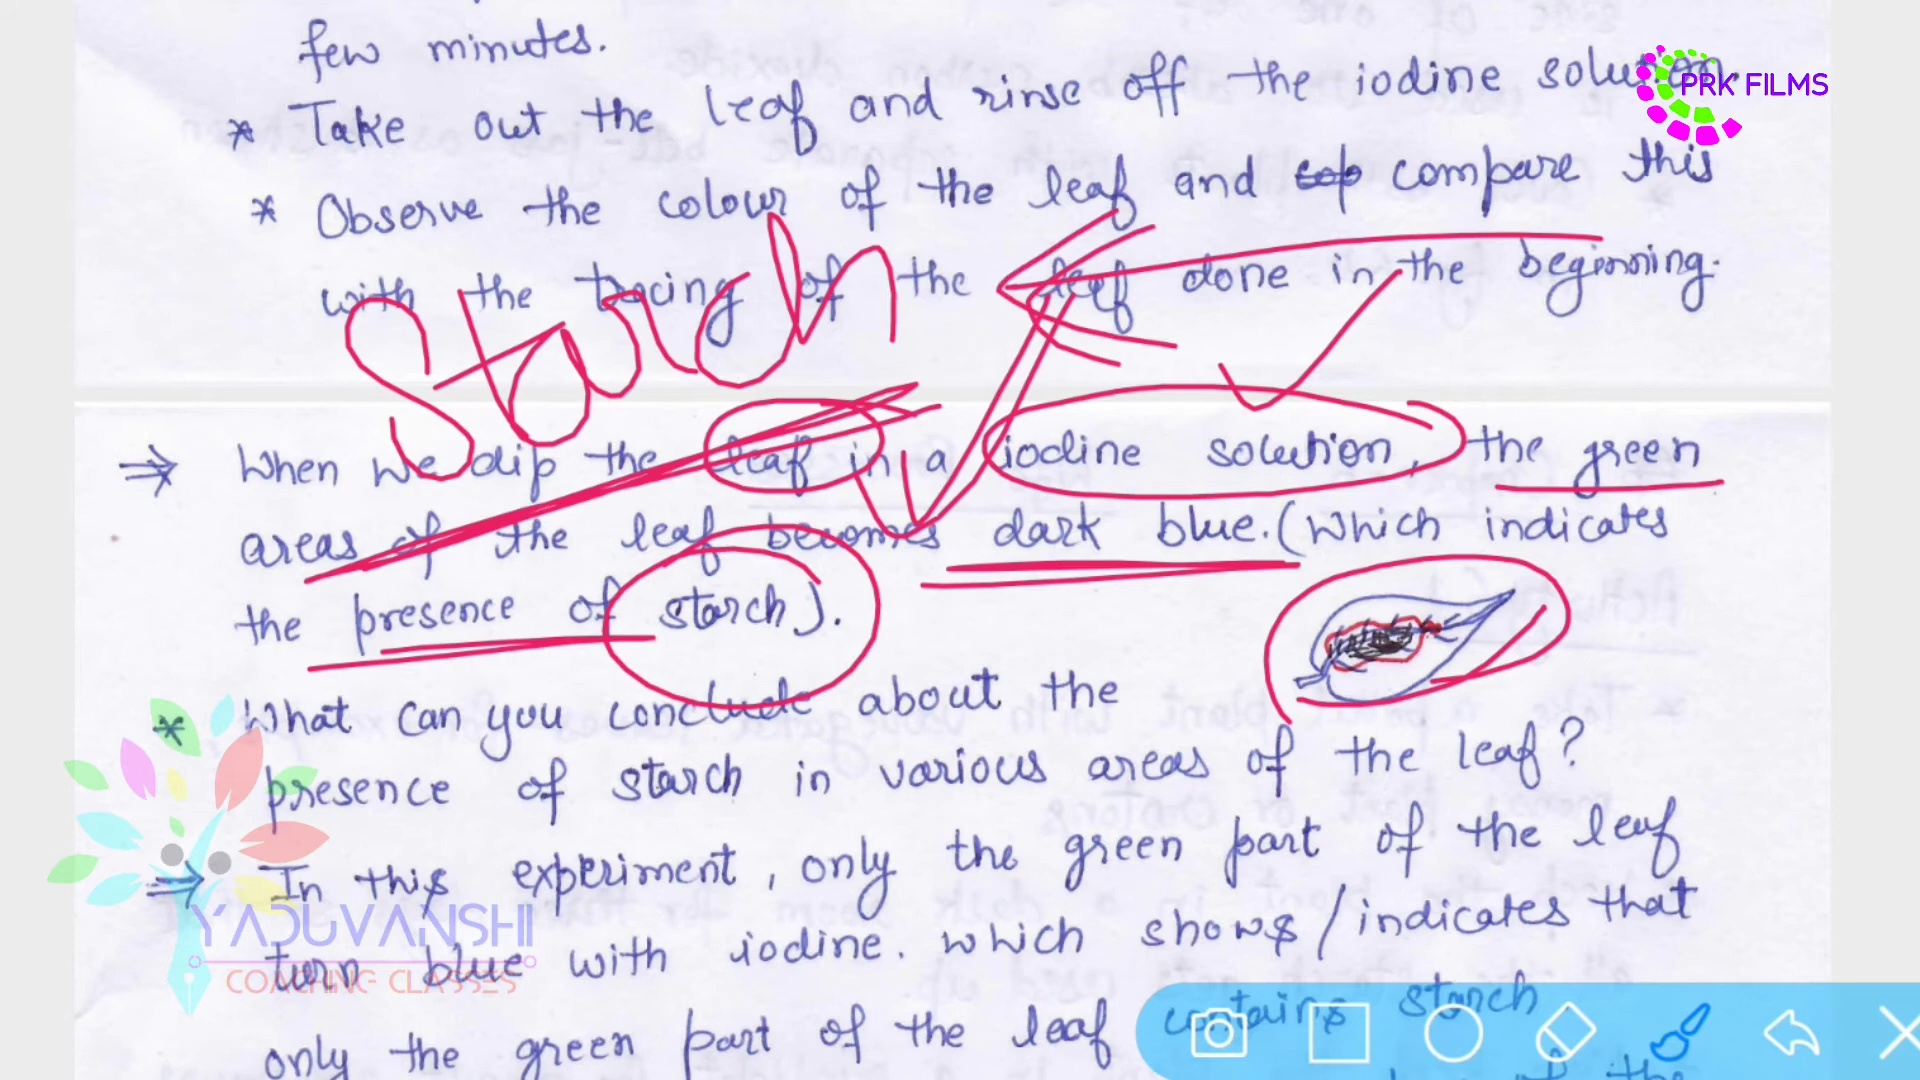 few minutes.
* Take out the leaf and rinse off the iodine solution.
PRK FILMS
* Observe the colour of the leaf and compare this
with the tracing of the leaf done in the beginning.
Starch
⇒ When we dip the leaf in a iodine solution, the green
areas of the leaf becomes dark blue. (Which indicates
the presence of starch).
* What can you conclude about the
presence of starch in various areas of the leaf?
⇒ In this experiment, only the green part of the leaf
turn blue with iodine. which shows/indicates that
YADUVANSHI
COACHING CLASSES
only the green part of the leaf contains starch
of the